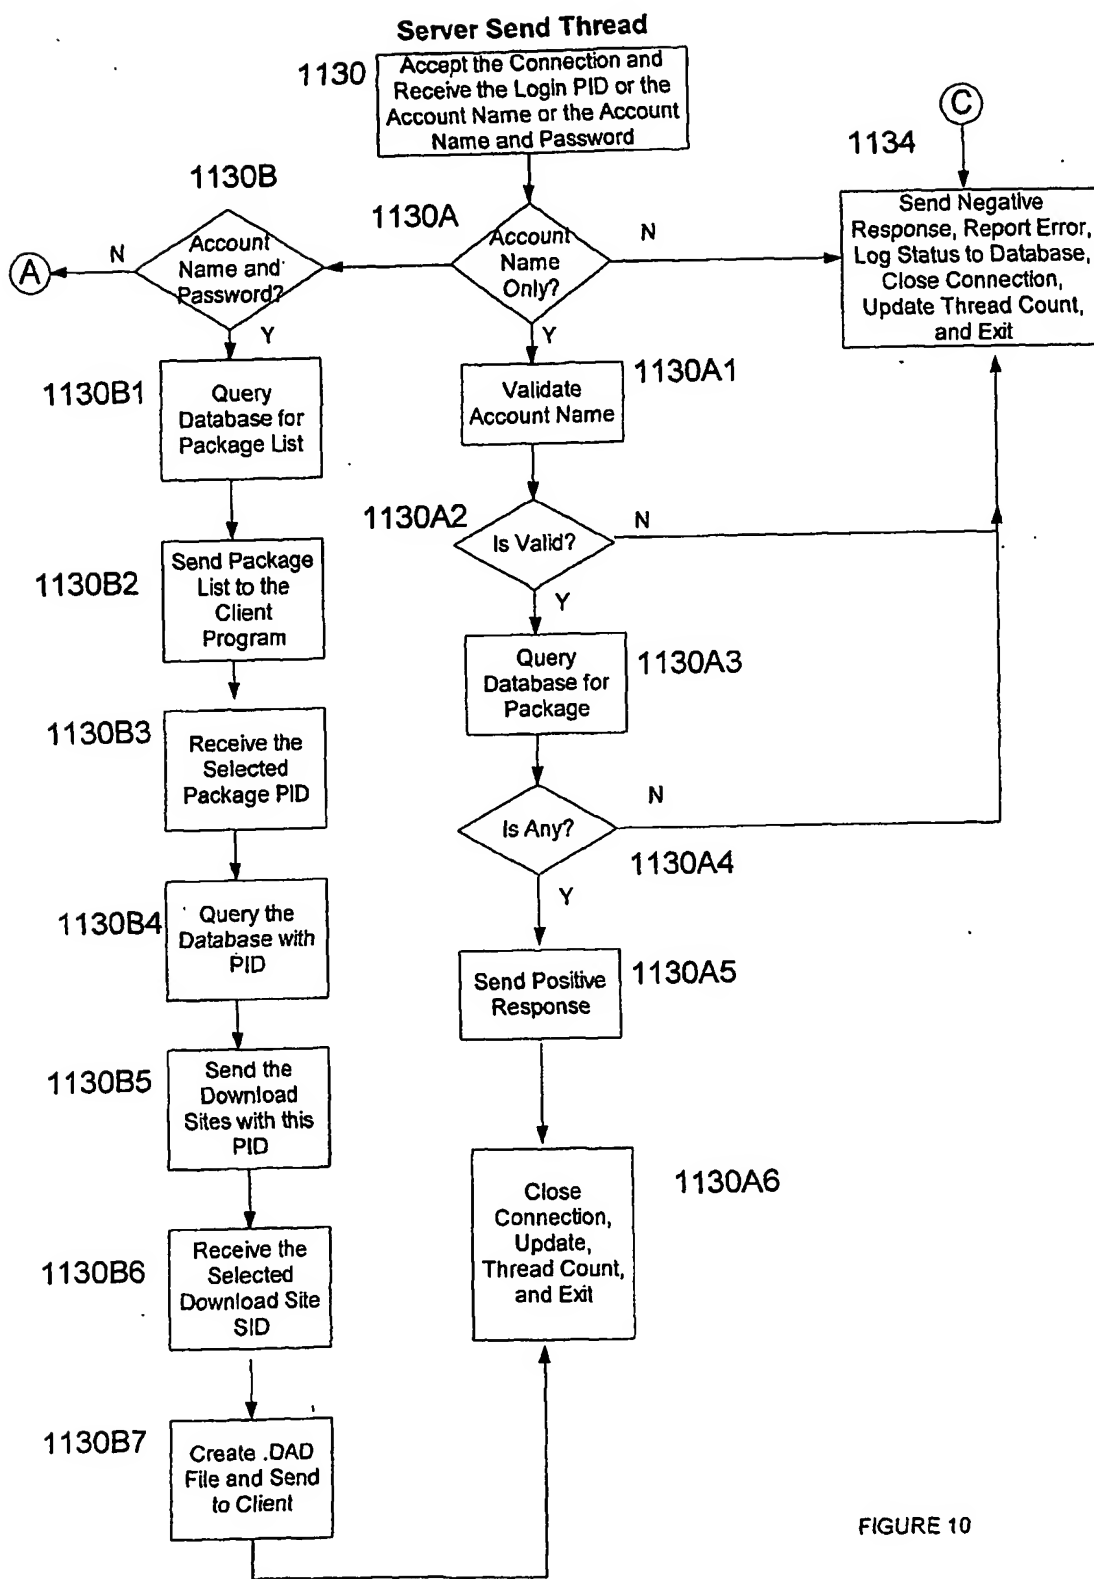 Server Send Thread
1130
Accept the Connection and
Receive the Login PID or the
Account Name or the Account
Name and Password
C
1134
Send Negative
Response, Report Error,
Log Status to Database,
Close Connection,
Update Thread Count,
and Exit
1130B
1130A
Account
Name and
Password?
N
A
Y
Account
Name
Only?
N
Y
1130B1
Query
Database for
Package List
1130A1
Validate
Account Name
1130A2
Is Valid?
N
Y
1130B2
Send Package
List to the
Client
Program
1130A3
Query
Database for
Package
1130B3
Receive the
Selected
Package PID
Is Any?
N
1130A4
Y
1130B4
Query the
Database with
PID
1130A5
Send Positive
Response
1130B5
Send the
Download
Sites with this
PID
1130A6
Close
Connection,
Update,
Thread Count,
and Exit
1130B6
Receive the
Selected
Download Site
SID
1130B7
Create .DAD
File and Send
to Client
FIGURE 10